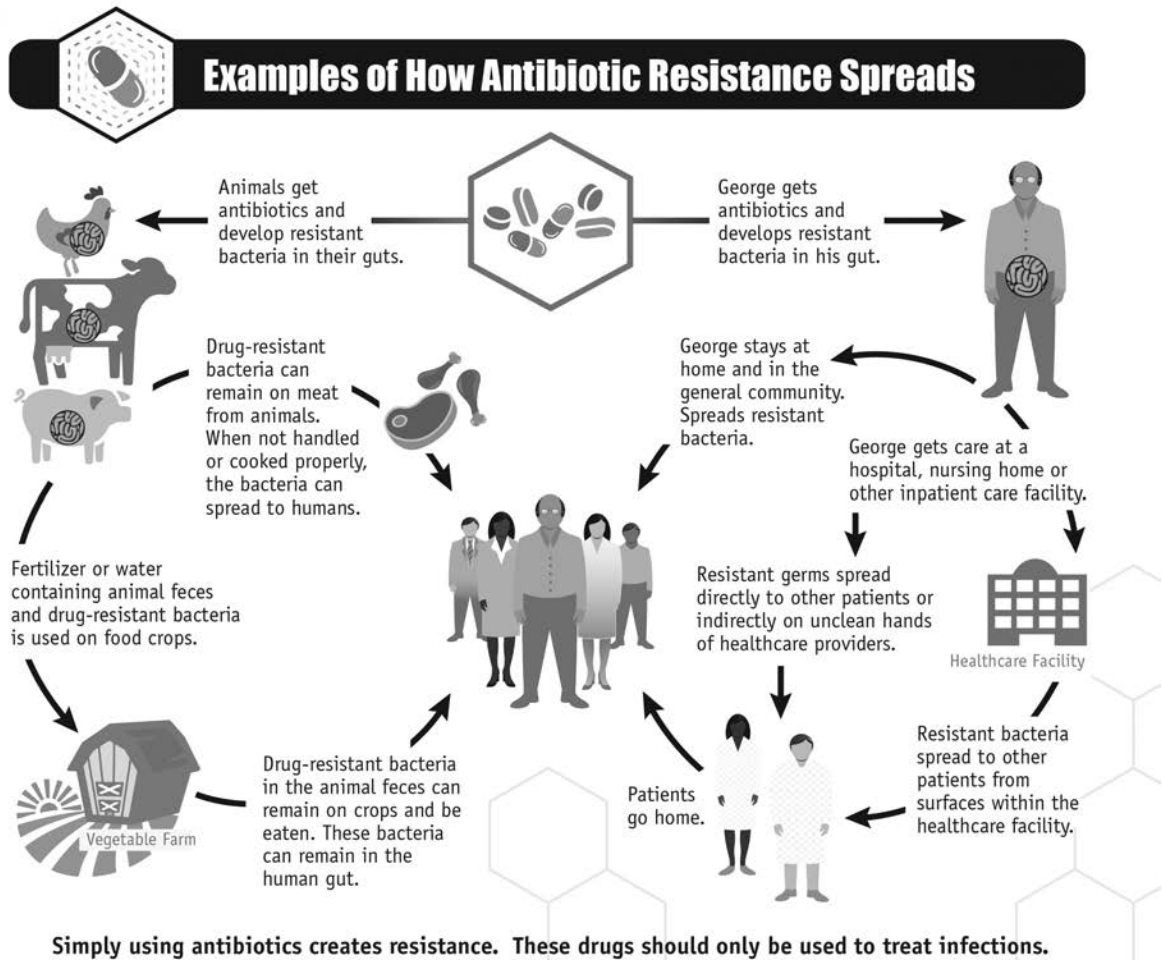 Examples of How Antibiotic Resistance Spreads
Animals get
antibiotics and
develop resistant
bacteria in their guts.
George gets
antibiotics and
develops resistant
bacteria in his gut.
Drug-resistant
bacteria can
remain on meat
from animals.
When not handled
or cooked properly,
the bacteria can
spread to humans.
George stays at
home and in the
general community.
Spreads resistant
bacteria.
George gets care at a
hospital, nursing home or
other inpatient care facility.
Fertilizer or water
containing animal feces
and drug-resistant bacteria
is used on food crops.
Resistant germs spread
directly to other patients or
indirectly on unclean hands
of healthcare providers.
Healthcare Facility
Vegetable Farm
Drug-resistant bacteria
in the animal feces can
remain on crops and be
eaten. These bacteria
can remain in the
human gut.
Patients
go home.
Resistant bacteria
spread to other
patients from
surfaces within the
healthcare facility.
Simply using antibiotics creates resistance. These drugs should only be used to treat infections.